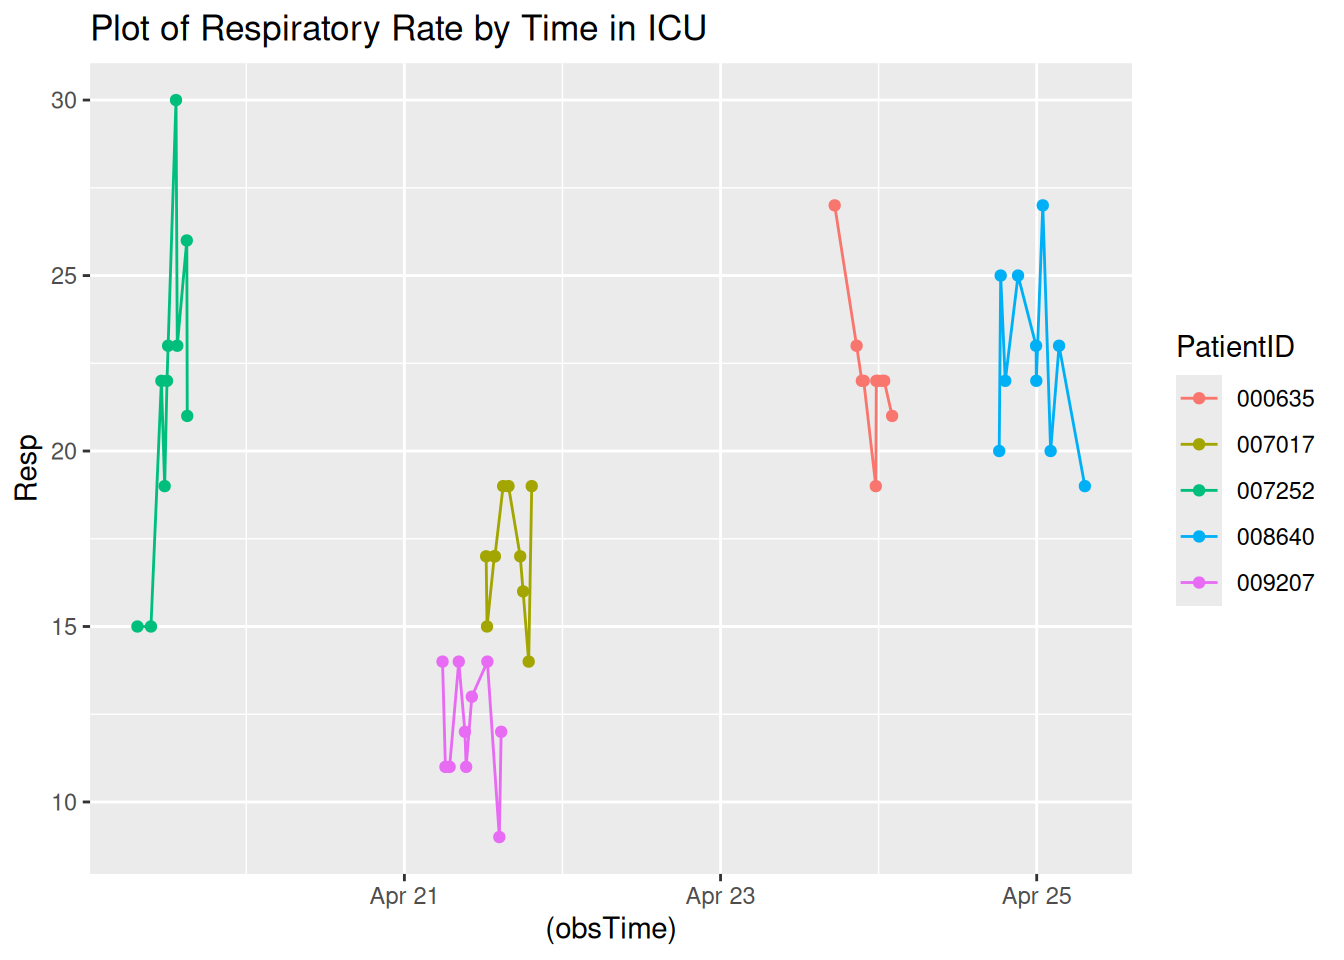 Plot of Respiratory Rate by Time in ICU
30
25
20
15
10
Resp
Apr 21
Apr 23
Apr 25
(obsTime)
PatientID
000635
007017
007252
008640
009207